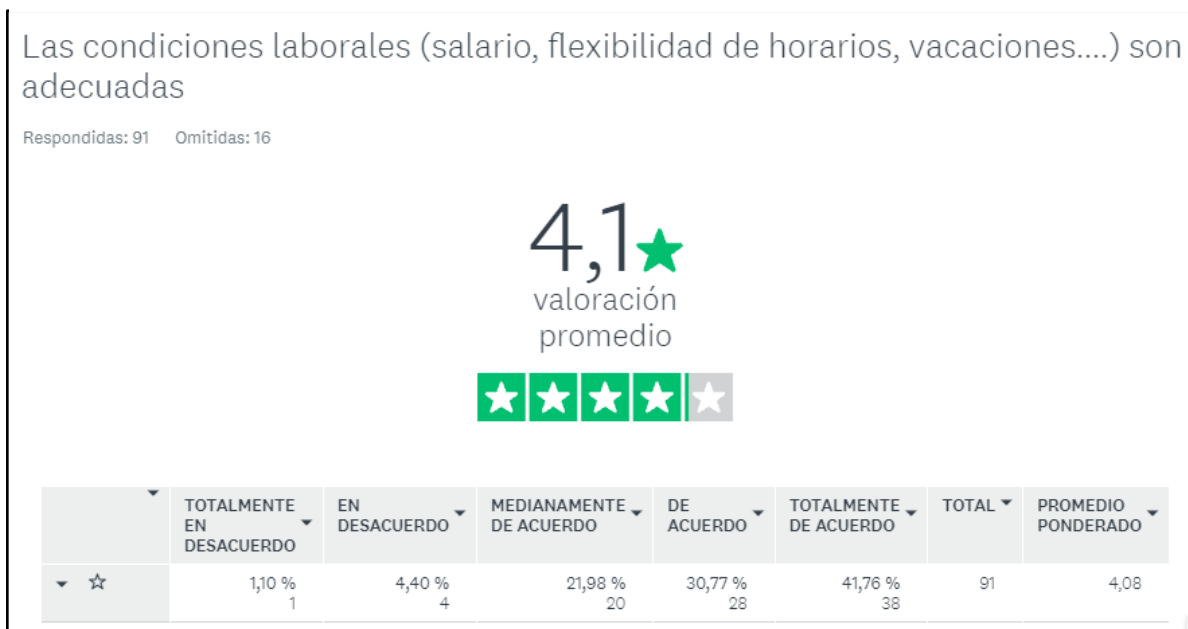 Las condiciones laborales (salario, flexibilidad de horarios, vacaciones....) son
adecuadas
Respondidas: 91 Omitidas: 16
4,1
valoración
promedio
TOTALMENTE EN DESACUERDO EN DESACUERDO MEDIANAMENTE DE ACUERDO DE ACUERDO TOTALMENTE DE ACUERDO TOTAL PROMEDIO PONDERADO
1,10 % 4,40 % 21,98 % 30,77 % 41,76 % 91 4,08
1 4 20 28 38